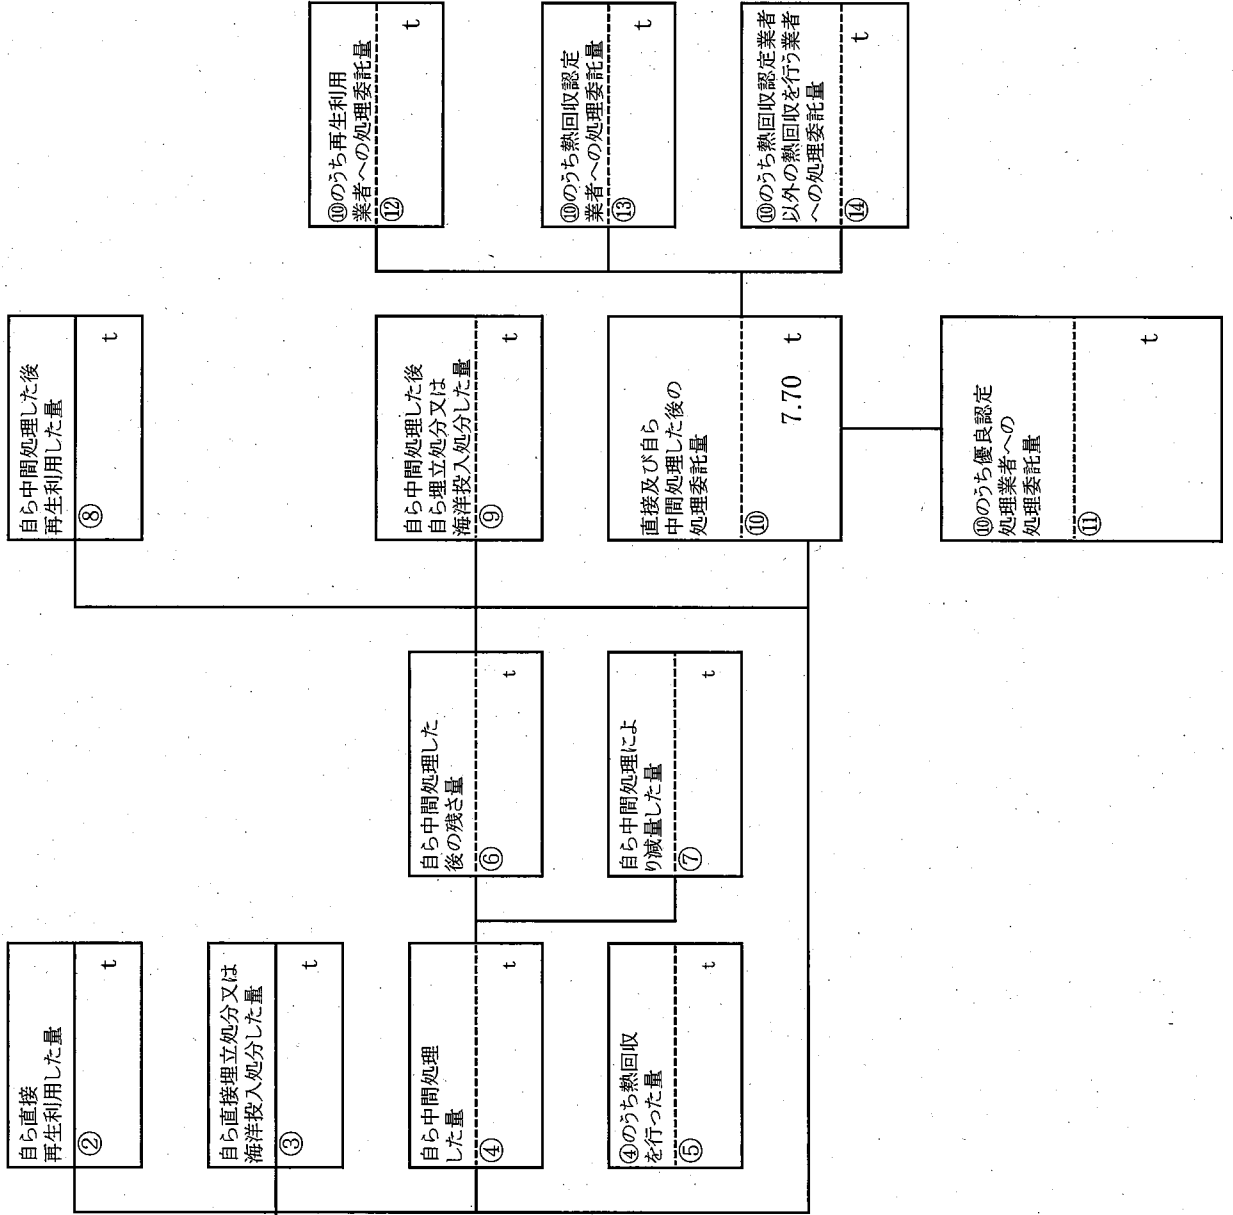 自ら直接
再生利用した量
②
t
自ら直接埋立処分又は
海洋投入処分した量
③
t
自ら中間処理
した量
④
t
④のうち熱回収
を行った量
⑤
t
自ら中間処理した
後の残さ量
⑥
t
自ら中間処理によ
り減量した量
⑦
t
自ら中間処理した後
再生利用した量
⑧
t
自ら中間処理した後
自ら埋立処分又は
海洋投入処分した量
⑨
t
直接及び自ら
中間処理した後の
処理委託量
⑩
7.70 t
⑩のうち優良認定
処理業者への
処理委託量
⑪
t
⑩のうち再生利用
業者への処理委託量
⑫
t
⑩のうち熱回収認定
業者への処理委託量
⑬
t
⑩のうち熱回収認定業者
以外の熱回収を行う業者
への処理委託量
⑭
t